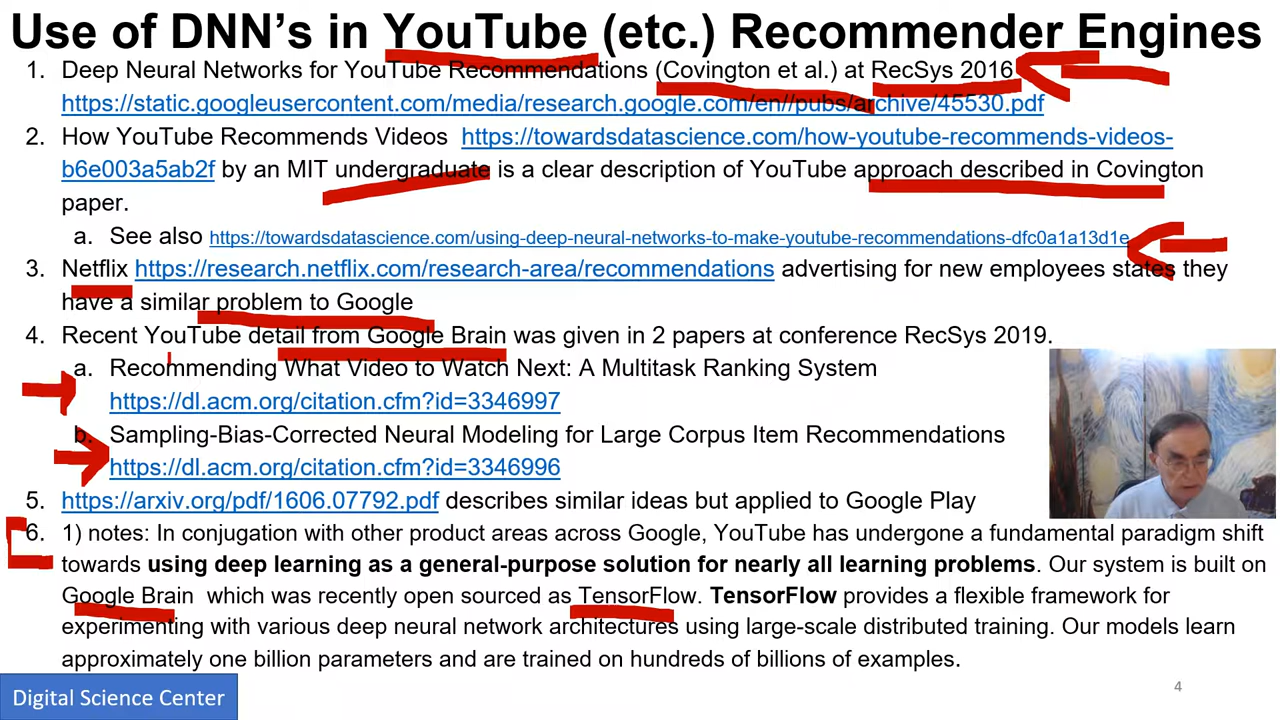 Use of DNN's in YouTube (etc.) Recommender Engines
1. Deep Neural Networks for YouTube Recommendations (Covington et al.) at RecSys 2016
https://static.googleusercontent.com/media/research.google.com/en//pubs/archive/45530.pdf
2. How YouTube Recommends Videos https://towardsdatascience.com/how-youtube-recommends-videos-
b6e003a5ab2f by an MIT undergraduate is a clear description of YouTube approach described in Covington
paper.
a. See also https://towardsdatascience.com/using-deep-neural-networks-to-make-youtube-recommendations-dfc0a1a13d1e
3. Netflix https://research.netflix.com/research-area/recommendations advertising for new employees states they
have a similar problem to Google
4. Recent YouTube detail from Google Brain was given in 2 papers at conference RecSys 2019.
a. Recommending What Video to Watch Next: A Multitask Ranking System
https://dl.acm.org/citation.cfm?id=3346997
b. Sampling-Bias-Corrected Neural Modeling for Large Corpus Item Recommendations
https://dl.acm.org/citation.cfm?id=3346996
5. https://arxiv.org/pdf/1606.07792.pdf describes similar ideas but applied to Google Play
6. 1) notes: In conjugation with other product areas across Google, YouTube has undergone a fundamental paradigm shift
towards using deep learning as a general-purpose solution for nearly all learning problems. Our system is built on
Google Brain which was recently open sourced as TensorFlow. TensorFlow provides a flexible framework for
experimenting with various deep neural network architectures using large-scale distributed training. Our models learn
approximately one billion parameters and are trained on hundreds of billions of examples.
Digital Science Center
4